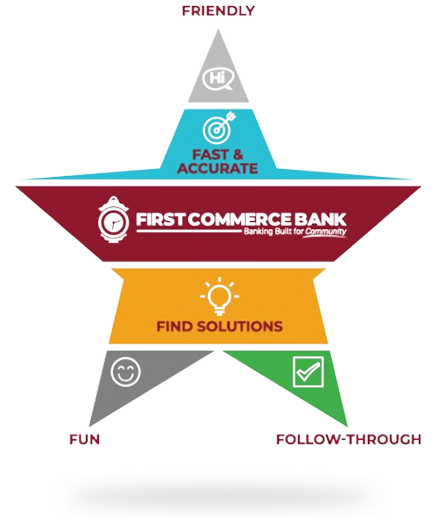 FRIENDLY
Hi
FAST &
ACCURATE
FIRST COMMERCE BANK
Banking Built for Community
FIND SOLUTIONS
FUN
FOLLOW-THROUGH